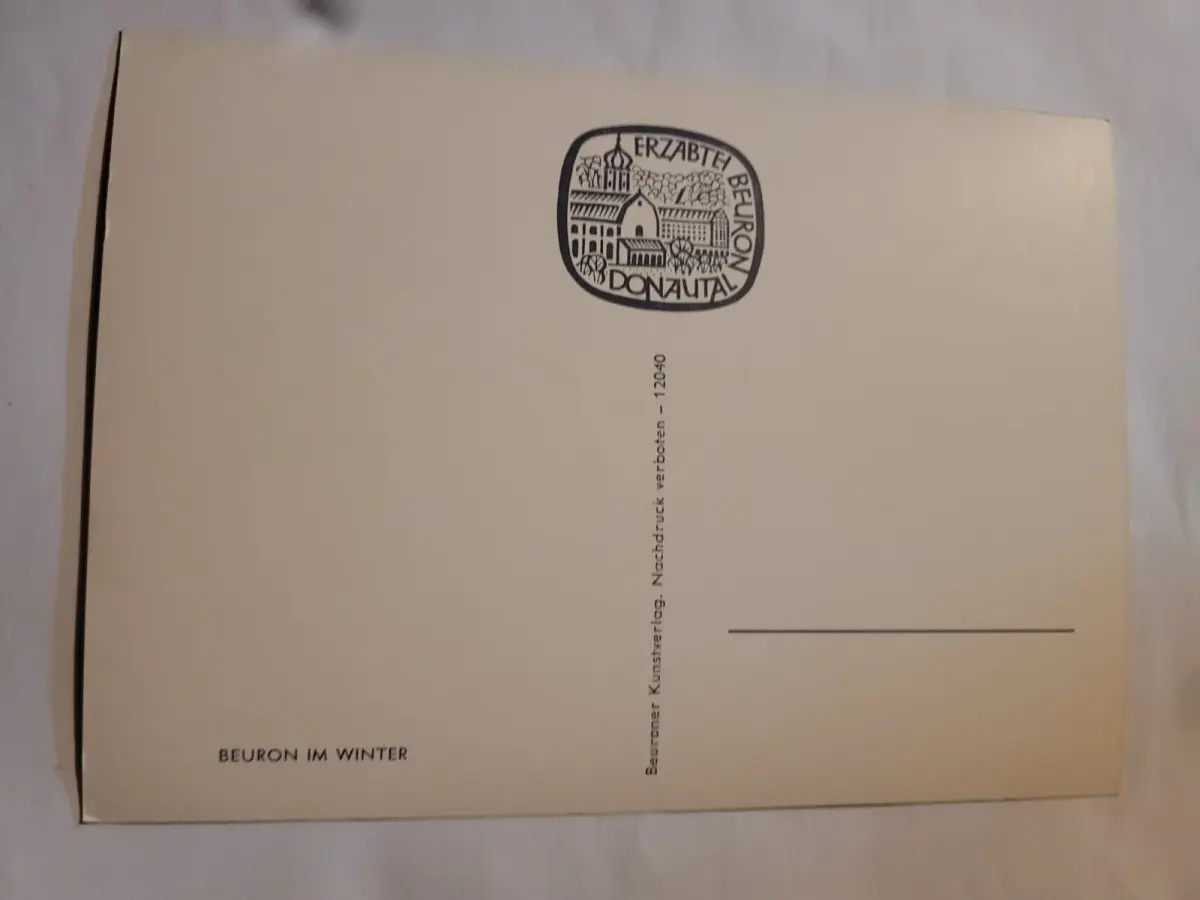 ERZABTEI BEURON
DONAUTAL
Beuroner Kunstverlag. Nachdruck verboten – 12040
BEURON IM WINTER